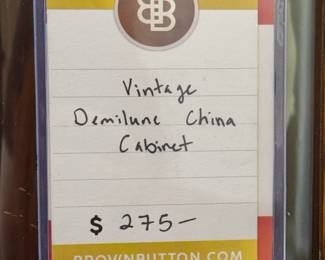 B
Vintage
Demilune China
Cabinet
$ 275—
BROWNBUTTON.COM